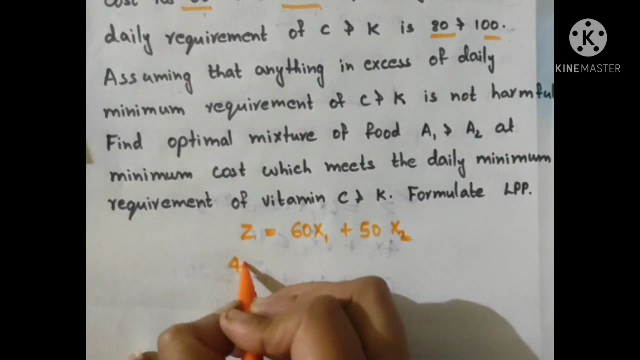 daily requirement of C & K is 80 & 100.
Assuming that anything in excess of daily
minimum requirement of C & K is not harmful
Find optimal mixture of food A1 & A2 at
minimum cost which meets the daily minimum
requirement of vitamin C & K. Formulate LPP.
Z = 60X1 + 50 X2
4
KINEMASTER